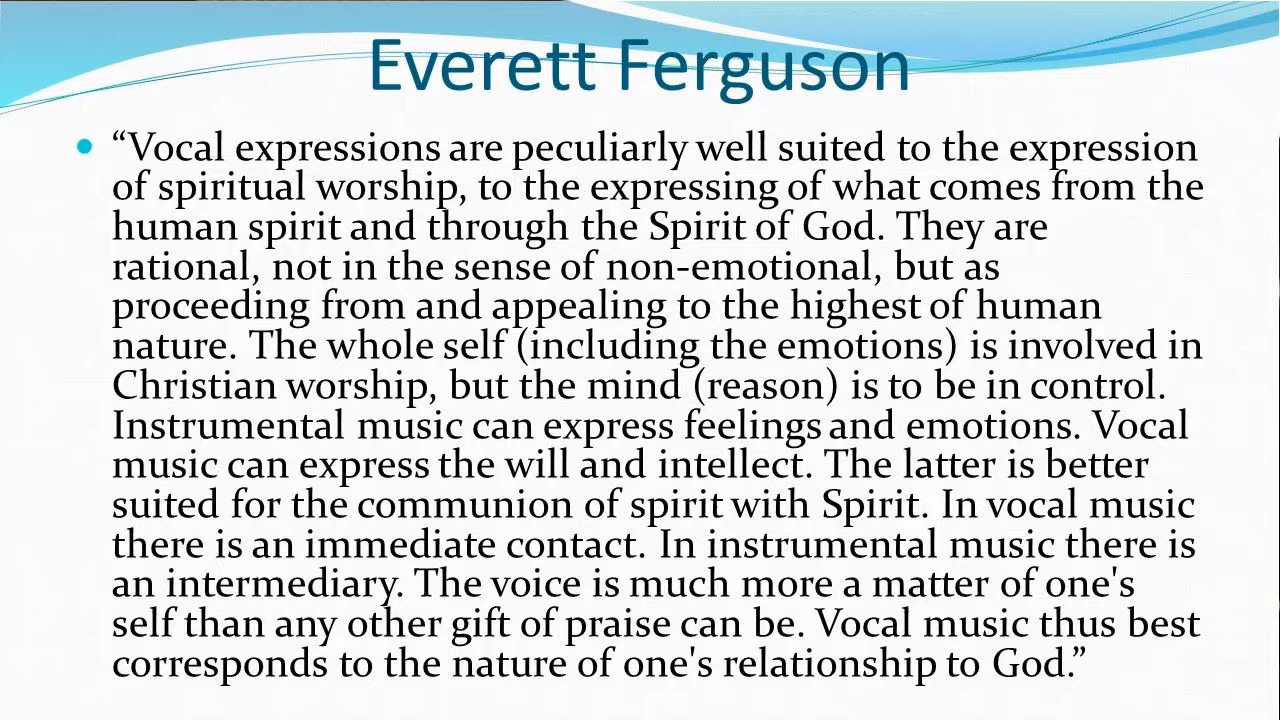 Everett Ferguson
• “Vocal expressions are peculiarly well suited to the expression
of spiritual worship, to the expressing of what comes from the
human spirit and through the Spirit of God. They are
rational, not in the sense of non-emotional, but as
proceeding from and appealing to the highest of human
nature. The whole self (including the emotions) is involved in
Christian worship, but the mind (reason) is to be in control.
Instrumental music can express feelings and emotions. Vocal
music can express the will and intellect. The latter is better
suited for the communion of spirit with Spirit. In vocal music
there is an immediate contact. In instrumental music there is
an intermediary. The voice is much more a matter of one's
self than any other gift of praise can be. Vocal music thus best
corresponds to the nature of one's relationship to God.”